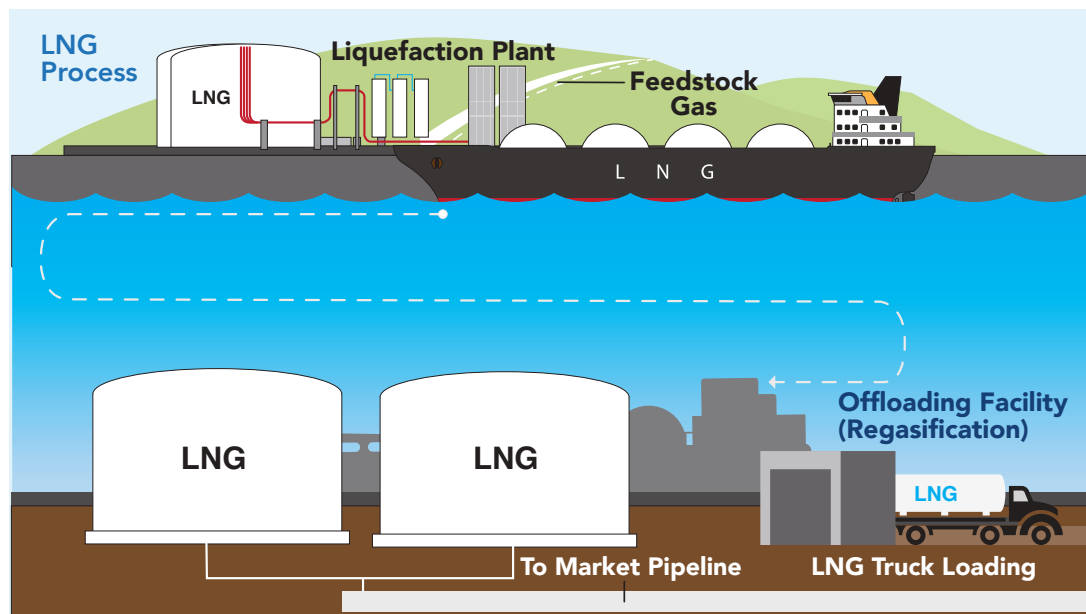 LNG
Process
Liquefaction Plant
Feedstock
Gas
LNG
L N G
Offloading Facility
(Regasification)
LNG
LNG
LNG
To Market Pipeline
LNG Truck Loading